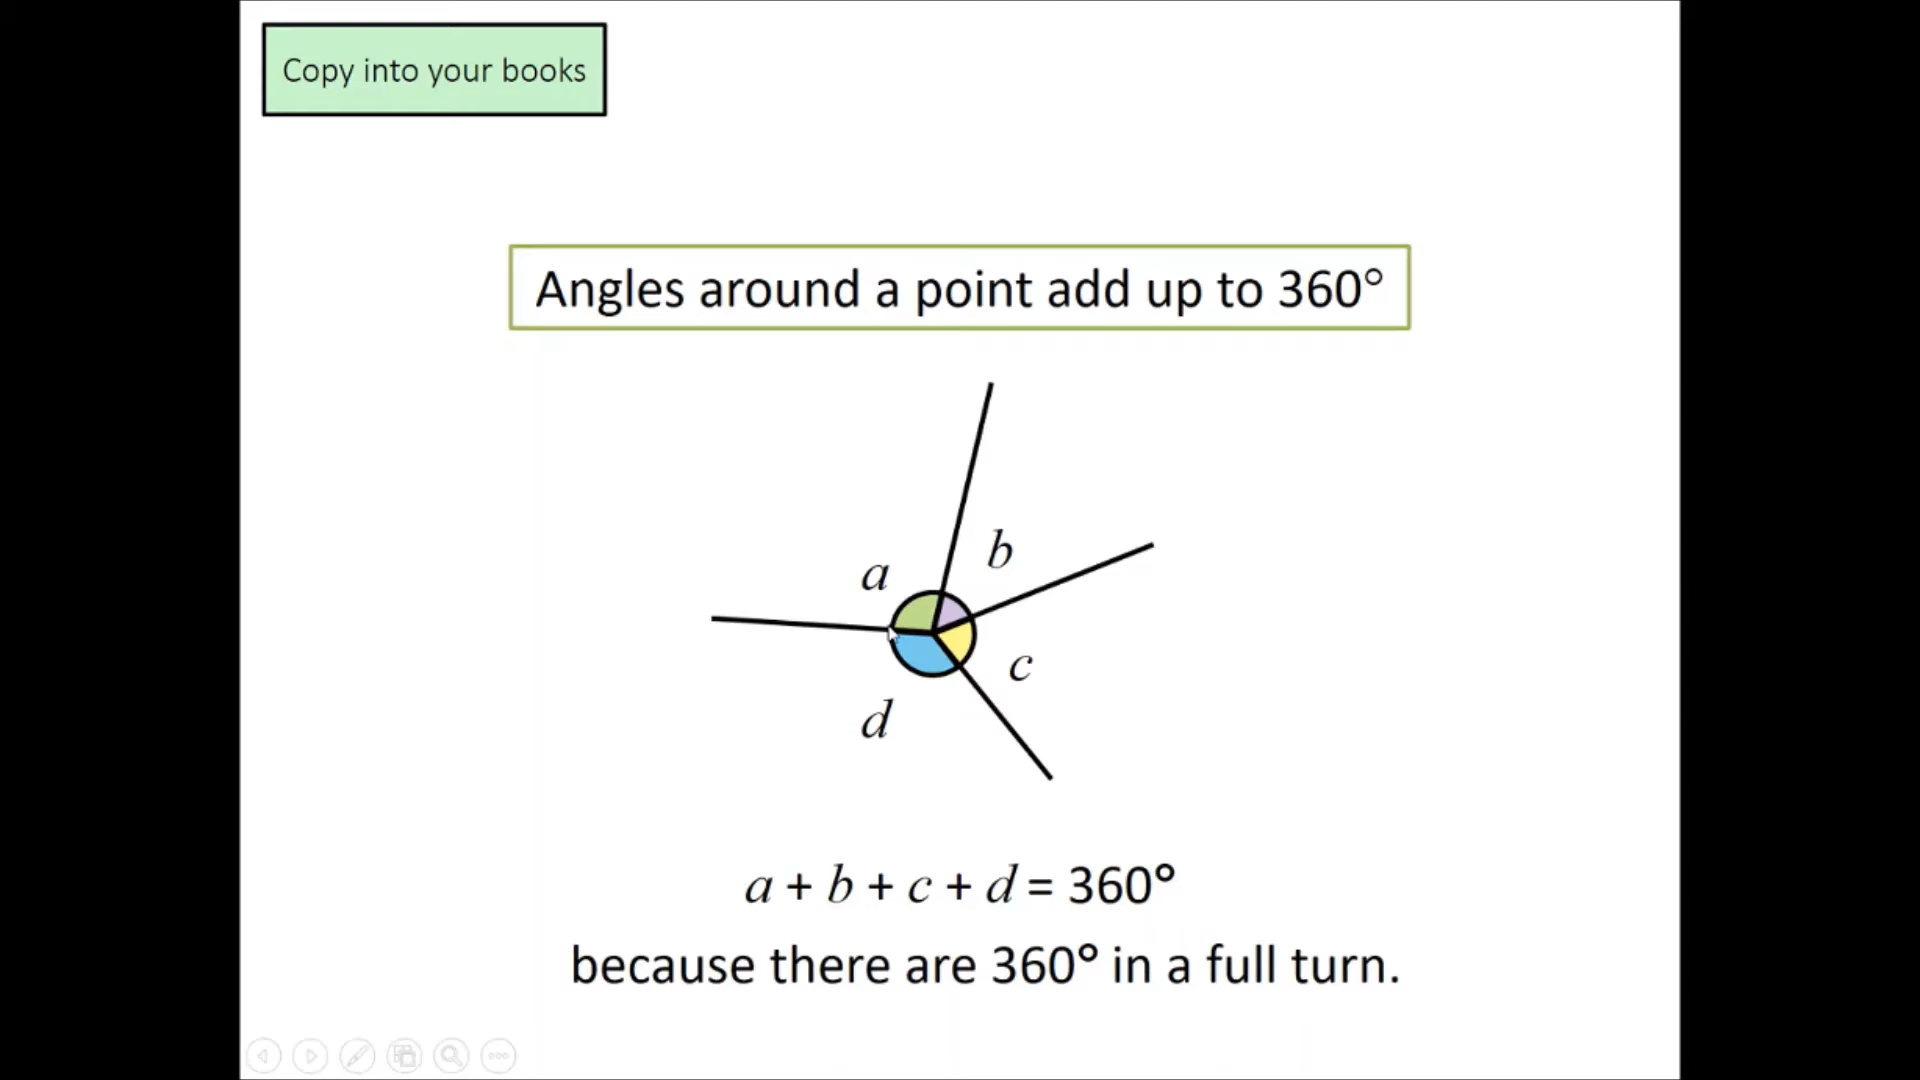 Copy into your books
Angles around a point add up to 360°
b
a
c
d
a + b + c + d = 360°
because there are 360° in a full turn.